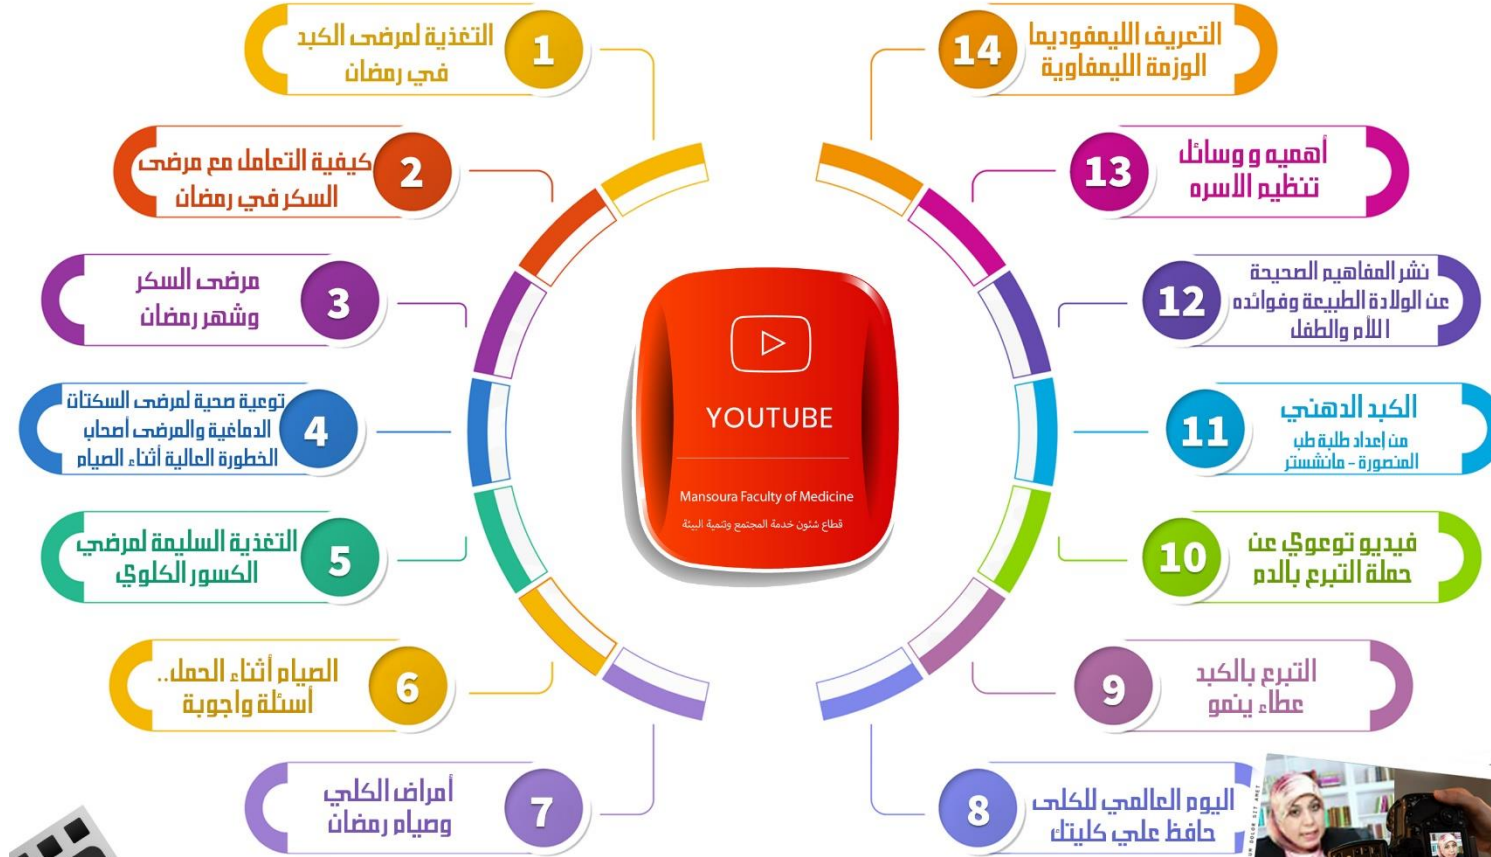 1
التغذية لمرضى الكبد
في رمضان
2
كيفية التعامل مع مرضى
السكر في رمضان
3
مرضى السكر
وشهر رمضان
4
توعية صحية لمرضى السكتات
الدماغية والمرضى أصحاب
الخطورة العالية أثناء الصيام
5
التغذية السليمة لمرضي
الكسور الكلوي
6
الصيام أثناء الحمل..
أسئلة واجوبة
7
أمراض الكلي
وصيام رمضان
YOUTUBE
Mansoura Faculty of Medicine
قطاع شئون خدمة المجتمع وتنمية البيئة
14
التعريف الليمفوديما
الوزمة الليمفاوية
13
أهميه و وسائل
تنظيم الاسره
12
نشر المفاهيم الصحيحة
عن الولادة الطبيعة وفوائده
اللأم والطفل
11
الكبد الدهني
من إعداد طلبة طب
المنصورة - مانشستر
10
فيديو توعوي عن
حملة التبرع بالدم
9
التبرع بالكبد
عطاء ينمو
8
اليوم العالمي للكلى
حافظ علي كليتك
DOLOR SIT AMET